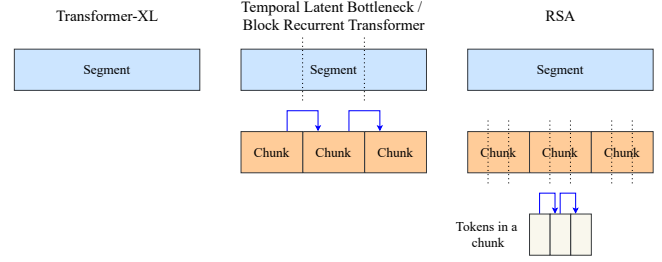 Transformer-XL
Temporal Latent Bottleneck /
Block Recurrent Transformer
RSA
Segment
Segment
Segment
Chunk
Chunk
Chunk
Chunk
Chunk
Chunk
Tokens in a
chunk